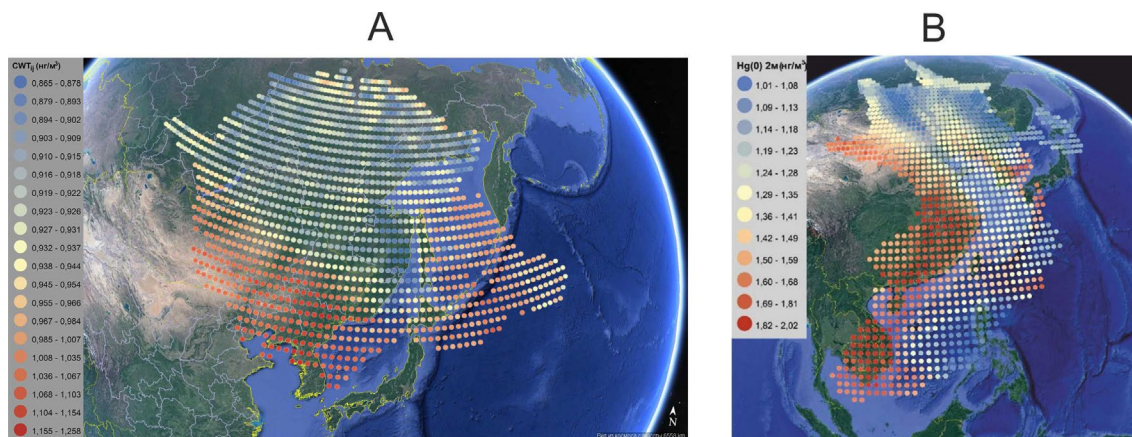 A
B
CWTij (нг/м³)
0,865 - 0,878
0,879 - 0,893
0,894 - 0,902
0,903 - 0,909
0,910 - 0,915
0,916 - 0,918
0,919 - 0,922
0,923 - 0,926
0,927 - 0,931
0,932 - 0,937
0,938 - 0,944
0,945 - 0,954
0,955 - 0,966
0,967 - 0,984
0,985 - 1,007
1,008 - 1,035
1,036 - 1,067
1,068 - 1,103
1,104 - 1,154
1,155 - 1,258
N
Hg(0) 2м(нг/м³)
1,01 - 1,08
1,09 - 1,13
1,14 - 1,18
1,19 - 1,23
1,24 - 1,28
1,29 - 1,35
1,36 - 1,41
1,42 - 1,49
1,50 - 1,59
1,60 - 1,68
1,69 - 1,81
1,82 - 2,02